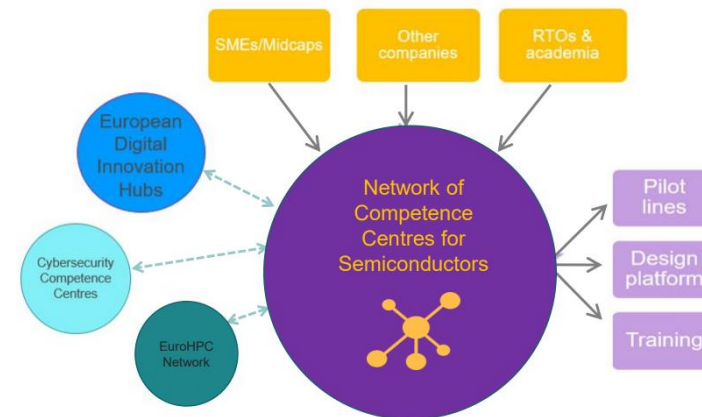 SMEs/Midcaps
Other
companies
RTOs &
academia
European
Digital
Innovation
Hubs
Cybersecurity
Competence
Centres
EuroHPC
Network
Network of
Competence
Centres for
Semiconductors
Pilot
lines
Design
platform
Training